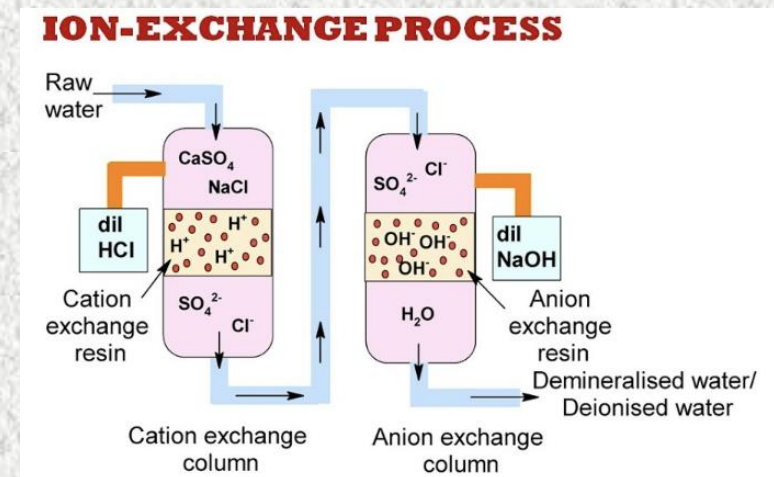 ION-EXCHANGE PROCESS
Raw
water
CaSO₄
NaCl
dil
HCl
H⁺
H⁺
H⁺
Cation
exchange
resin
SO₄²⁻
Cl⁻
Cation exchange
column
SO₄²⁻ Cl⁻
OH⁻ OH⁻
OH⁻
dil
NaOH
H₂O
Anion
exchange
resin
Demineralised water/
Deionised water
Anion exchange
column